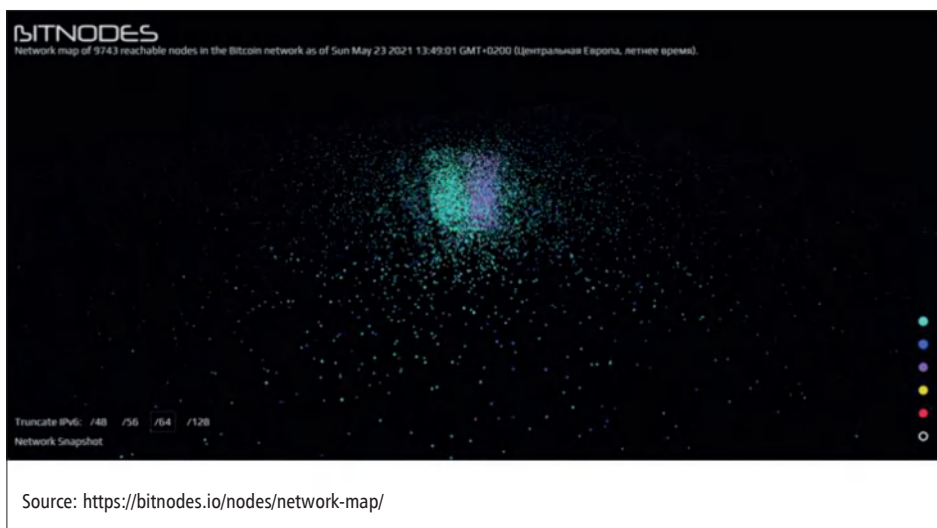 BITNODES
Network map of 9743 reachable nodes in the Bitcoin network as of Sun May 23 2021 13:49:01 GMT+0200 (Центральная Европа, летнее время).
Truncate IPv6: /48 /56 /64 /128
Network Snapshot
Source: https://bitnodes.io/nodes/network-map/